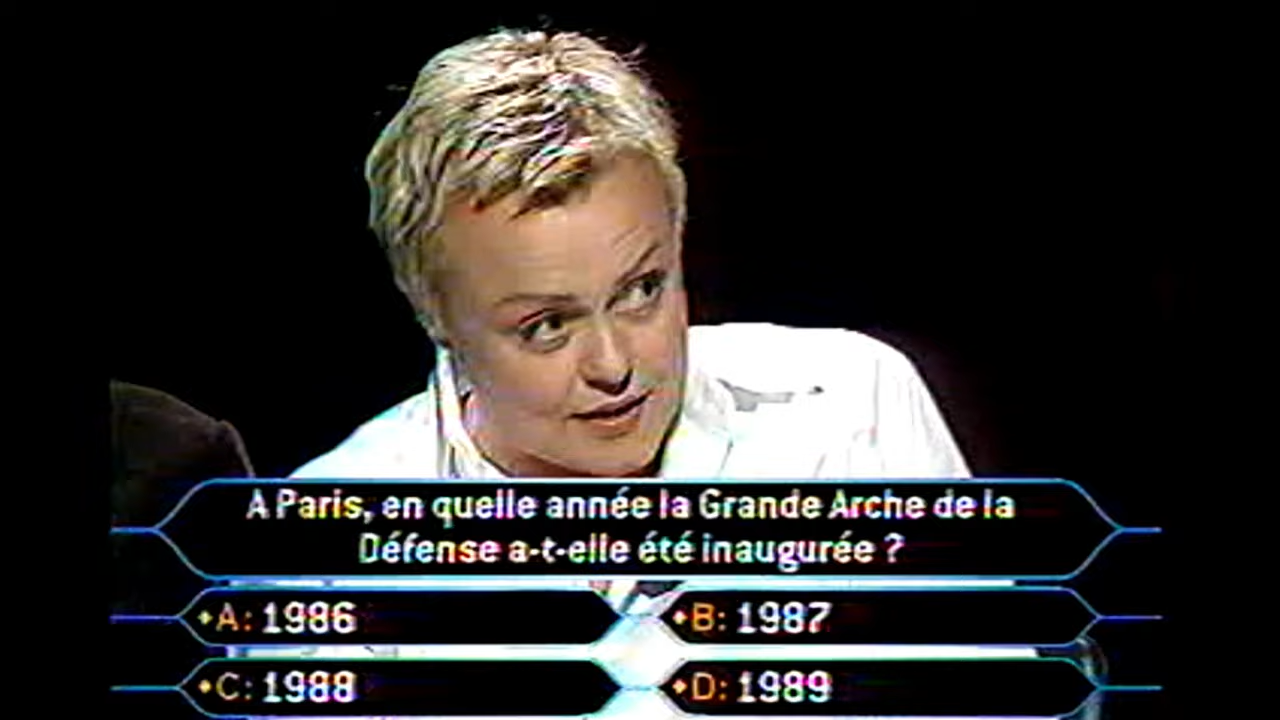 A Paris, en quelle année la Grande Arche de la
Défense a-t-elle été inaugurée ?
A: 1986
B: 1987
C: 1988
D: 1989